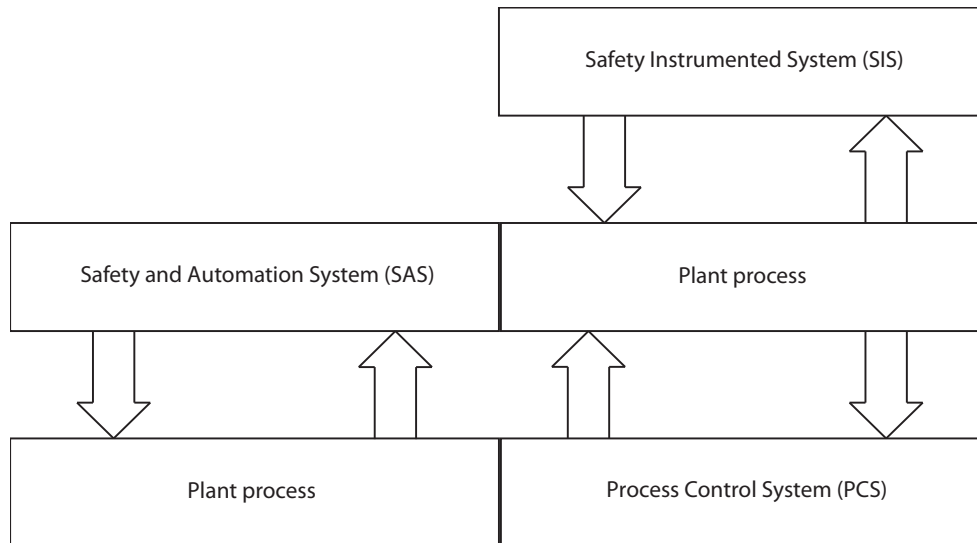 Safety Instrumented System (SIS)
Safety and Automation System (SAS)
Plant process
Plant process
Process Control System (PCS)